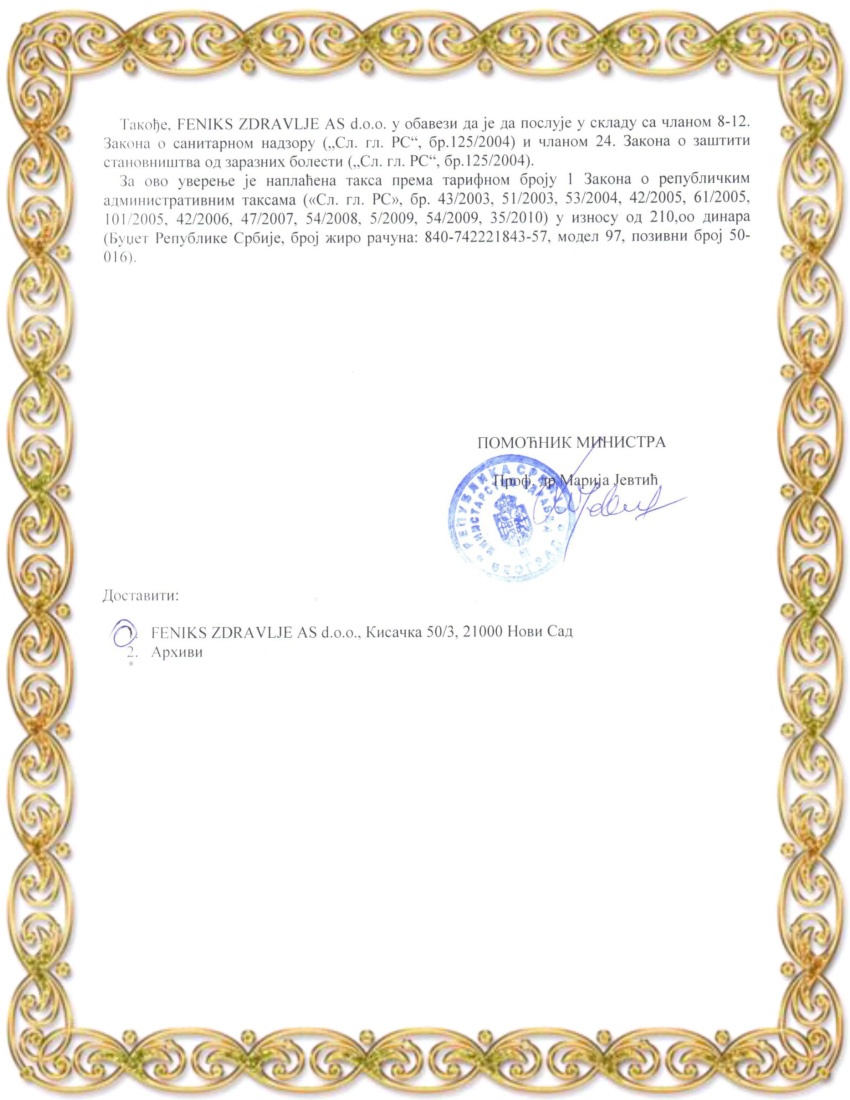 Такође, FENIKS ZDRAVLJE AS d.o.o. у обавези да је да послује у складу са чланом 8-12.
Закона о санитарном надзору („Сл. гл. РС“, бр.125/2004) и чланом 24. Закона о заштити
становништва од заразних болести („Сл. гл. РС“, бр.125/2004).
За ово уверење је наплаћена такса према тарифном броју 1 Закона о републичким
административним таксама («Сл. гл. РС», бр. 43/2003, 51/2003, 53/2004, 42/2005, 61/2005,
101/2005, 42/2006, 47/2007, 54/2008, 5/2009, 54/2009, 35/2010) у износу од 210,оо динара
(Буџет Републике Србије, број жиро рачуна: 840-742221843-57, модел 97, позивни број 50-
016).
ПОМОЋНИК МИНИСТРА
Проф. др Марија Јевтић
РЕПУБЛИКА СРБИЈА
МИНИСТАРСТВО ЗДРАВЉА
БЕОГРАД
Доставити:
1. FENIKS ZDRAVLJE AS d.o.o., Кисачка 50/3, 21000 Нови Сад
2. Архиви